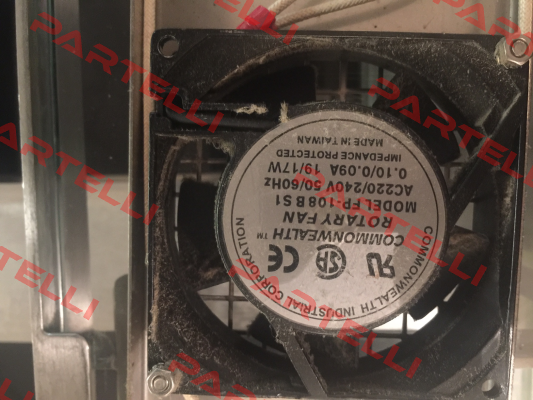 COMMONWEALTH INDUSTRIAL CORPORATION
COMMONWEALTH ™
ROTARY FAN
MODEL FP-108B S1
AC220/240V 50/60Hz
0.10/0.09A 19/17W
IMPEDANCE PROTECTED
MADE IN TAIWAN
PARTELLI
PARTELLI
PARTELLI
PARTELLI
PARTELLI
PARTELLI